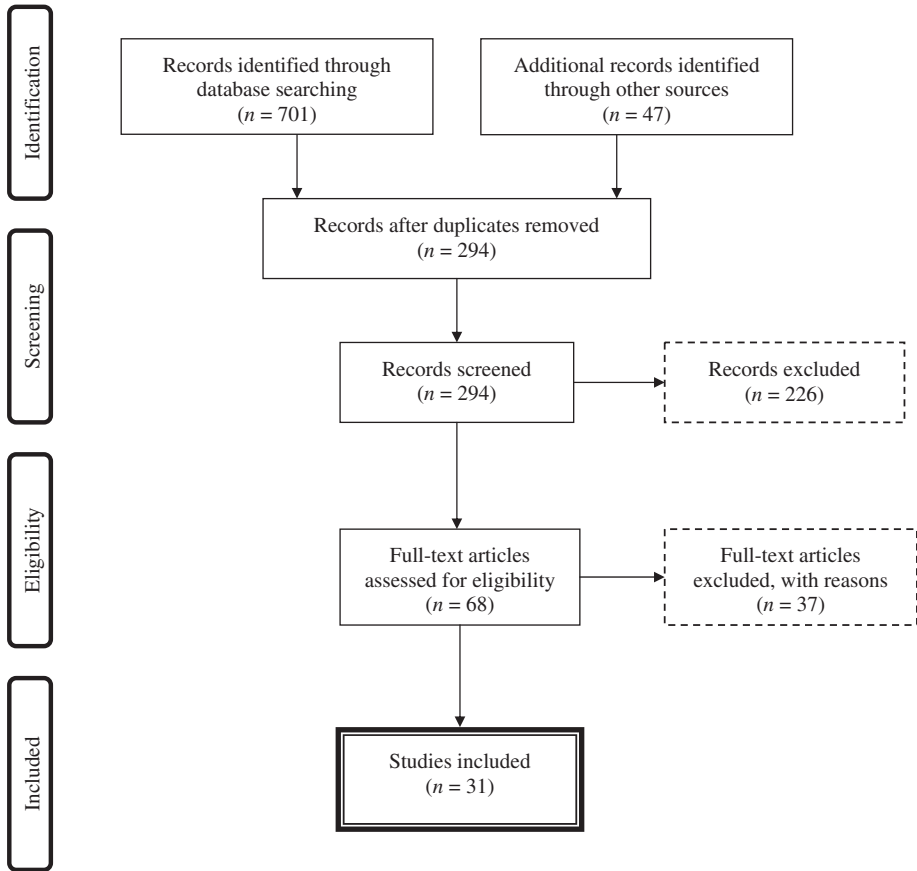 Identification
Records identified through
database searching
(n = 701)
Additional records identified
through other sources
(n = 47)
Records after duplicates removed
(n = 294)
Screening
Records screened
(n = 294)
Records excluded
(n = 226)
Eligibility
Full-text articles
assessed for eligibility
(n = 68)
Full-text articles
excluded, with reasons
(n = 37)
Included
Studies included
(n = 31)